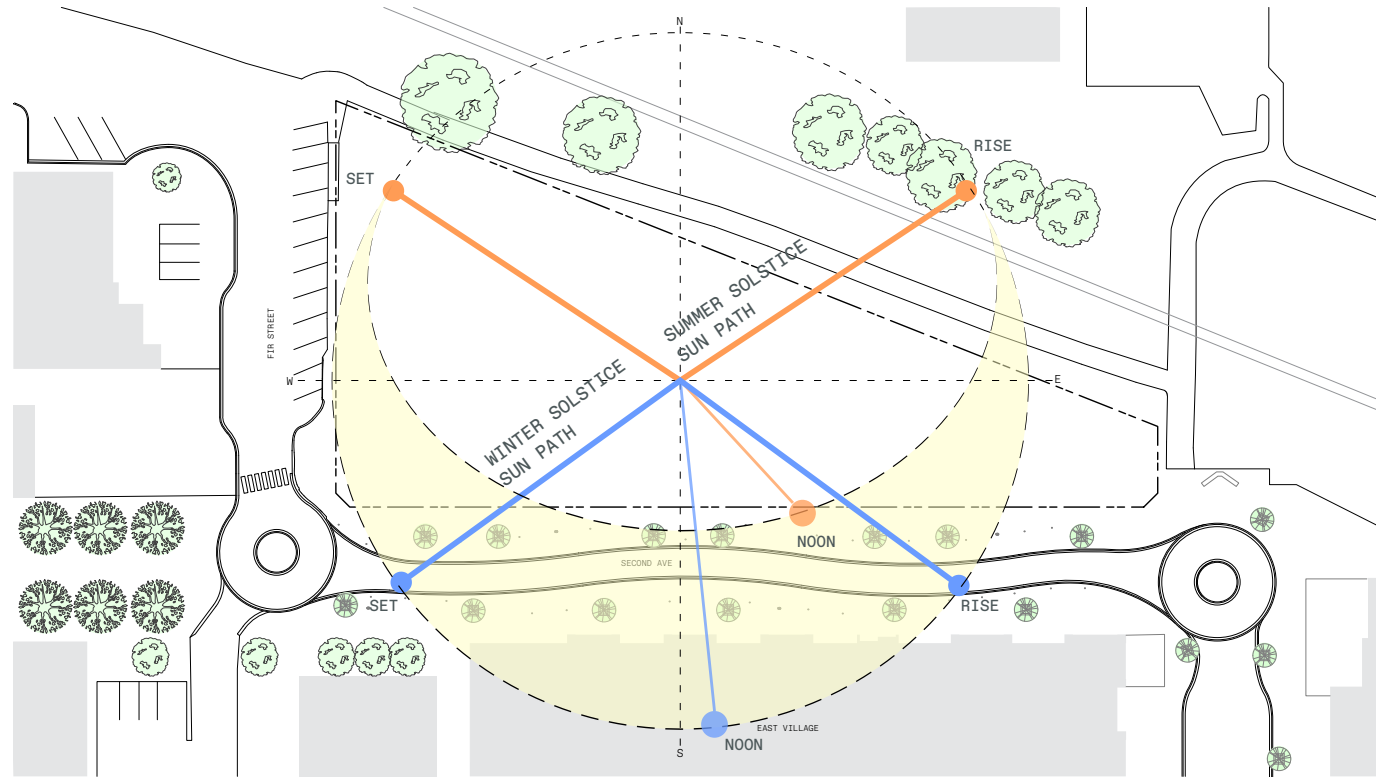 N
RISE
SET
SUMMER SOLSTICE
SUN PATH
FIR STREET
W
E
WINTER SOLSTICE
SUN PATH
NOON
SECOND AVE
SET
RISE
EAST VILLAGE
NOON
S